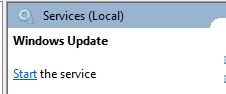 Services (Local)
Windows Update
Start the service